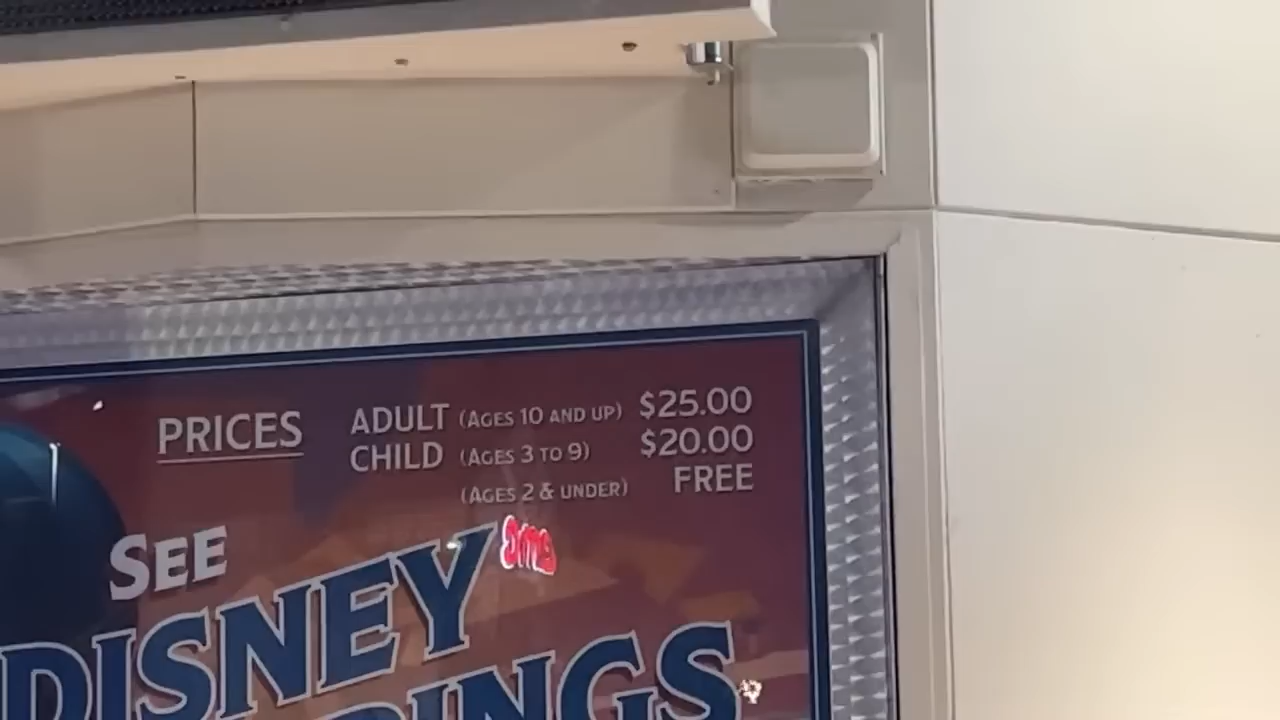 PRICES ADULT (AGES 10 AND UP) $25.00
CHILD (AGES 3 TO 9) $20.00
(AGES 2 & UNDER) FREE
SEE
DISNEY